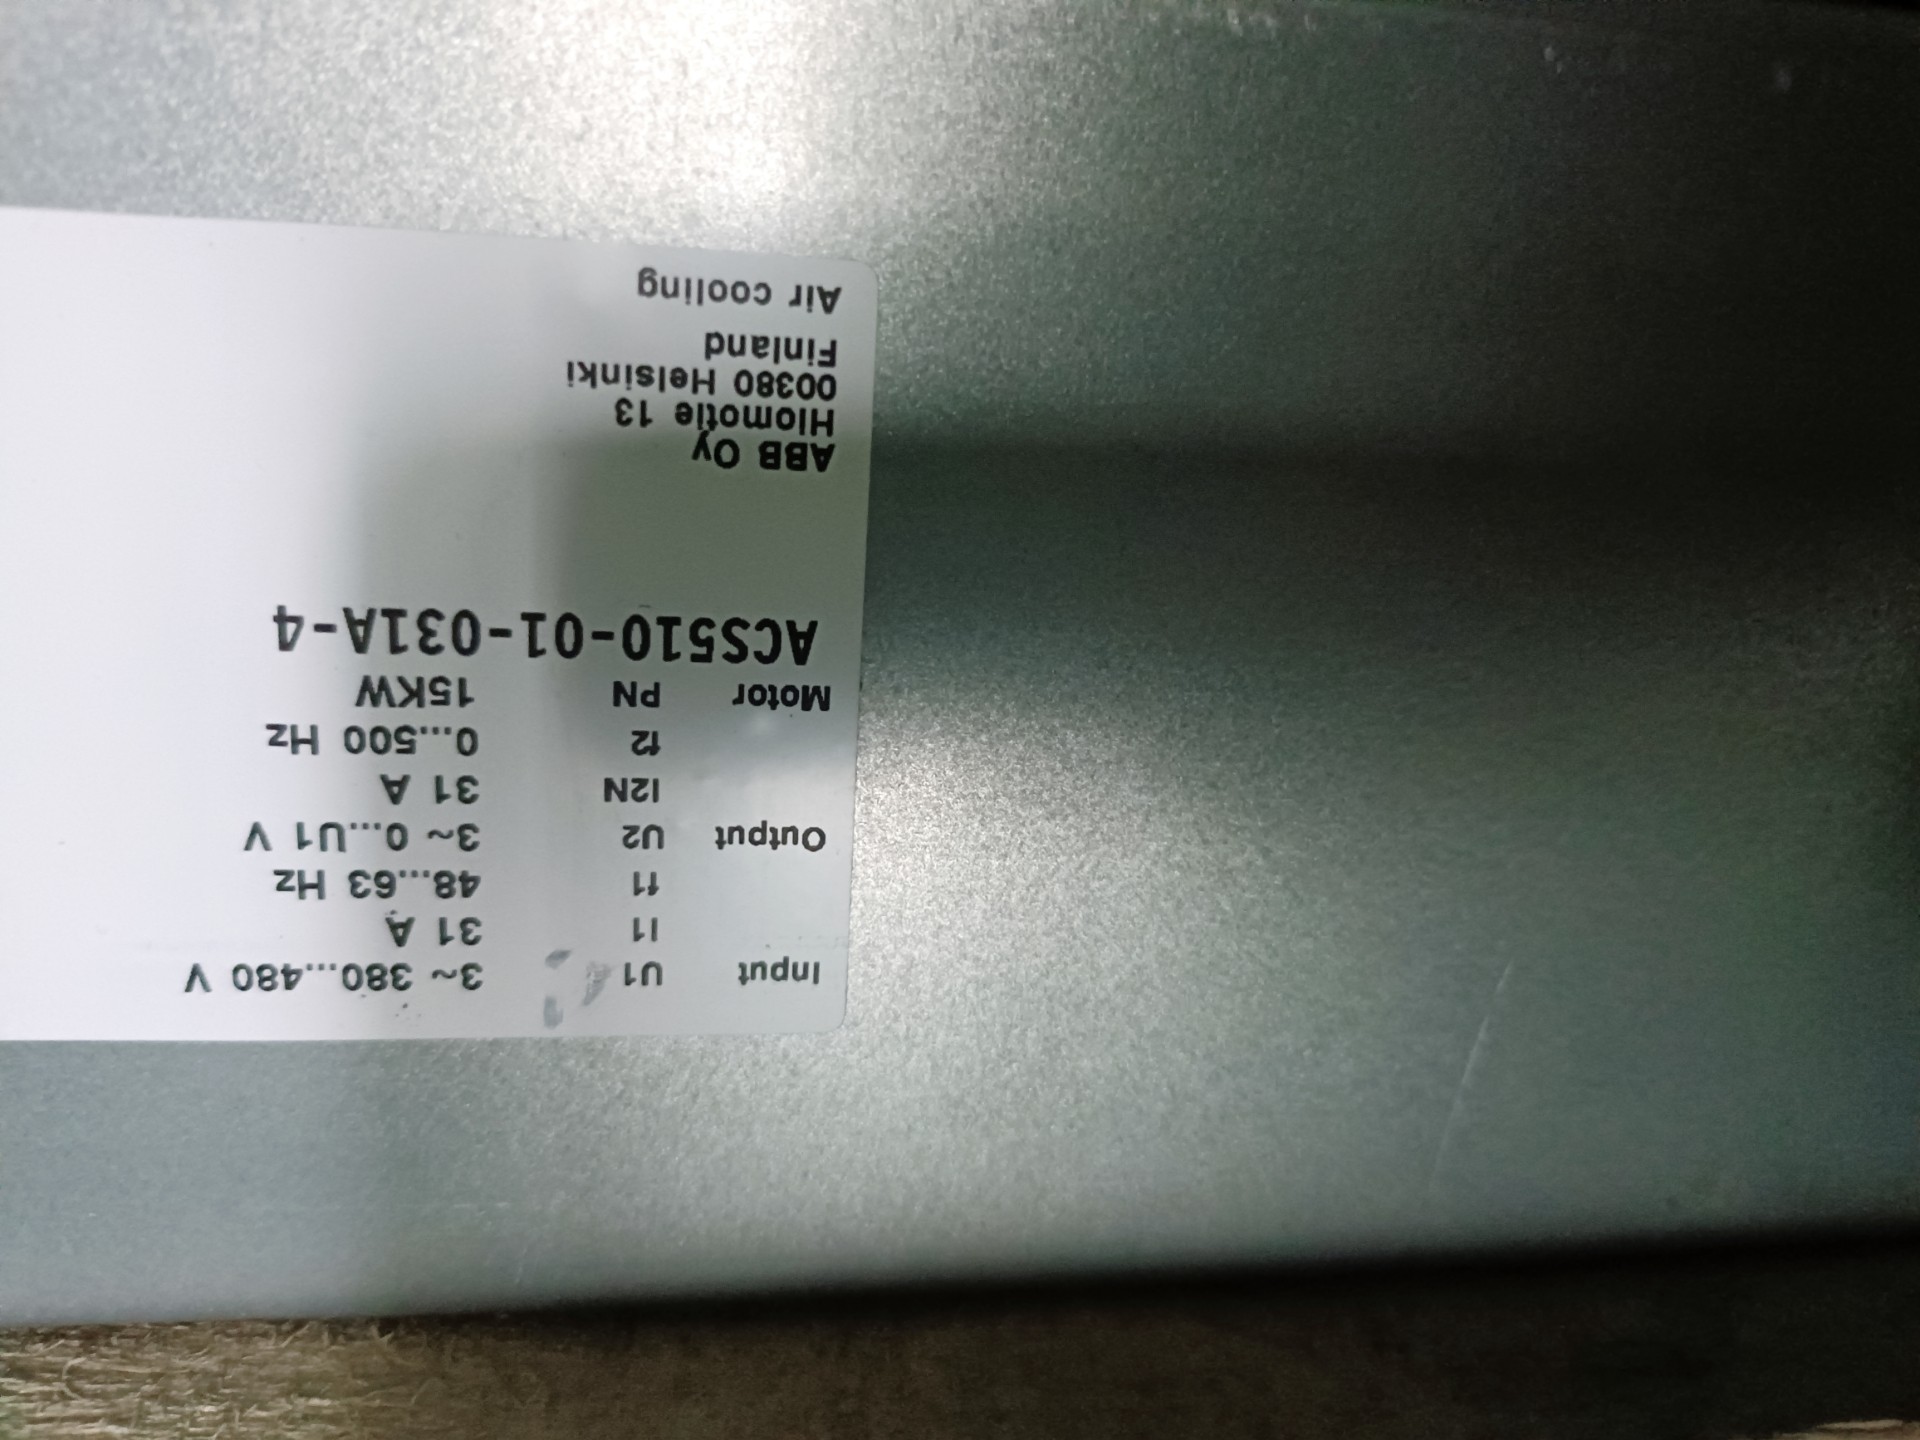 Input U1 3~ 380...480 V
I1 31 A
f1 48...63 Hz
Output U2 3~ 0...U1 V
I2N 31 A
f2 0...500 Hz
Motor PN 15KW
ACS510-01-031A-4
ABB Oy
Hiomotie 13
00380 Helsinki
Finland
Air cooling